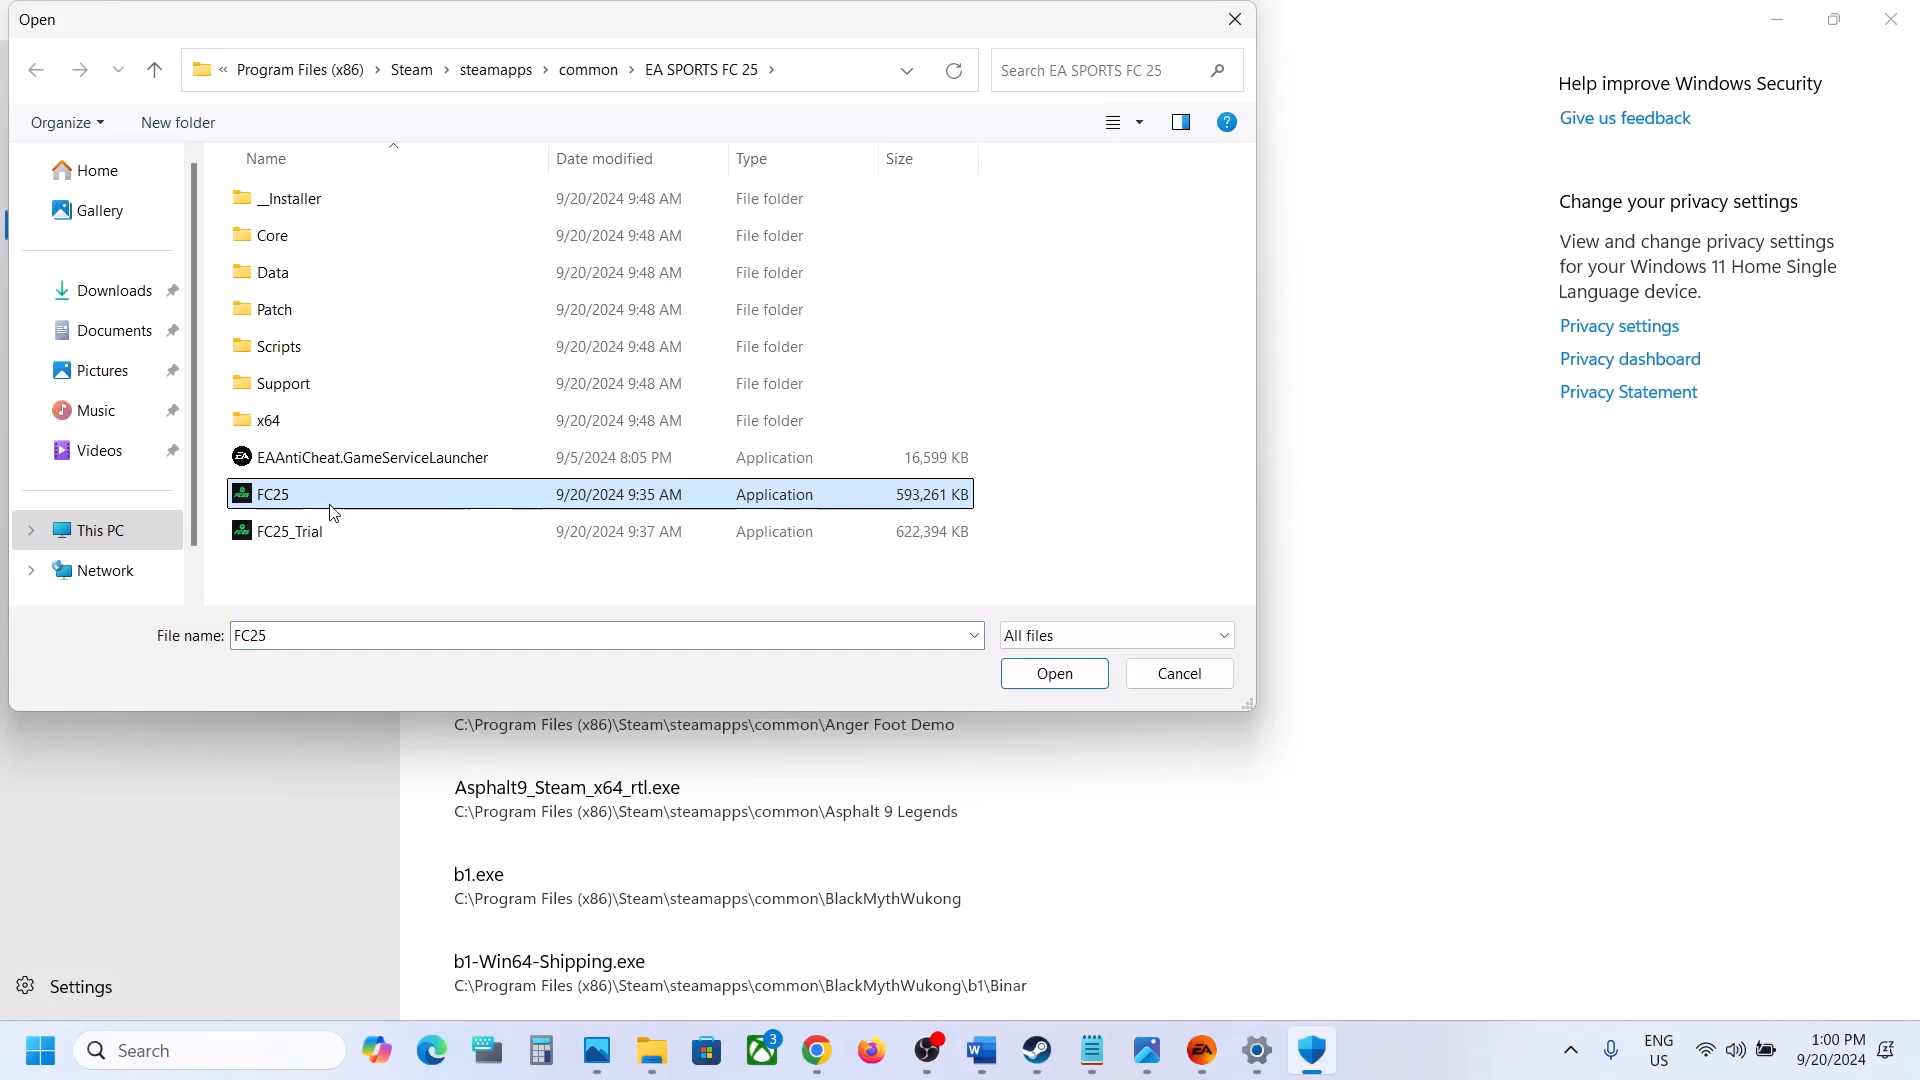 Open
« Program Files (x86) > Steam > steamapps > common > EA SPORTS FC 25 >
Search EA SPORTS FC 25
Organize
New folder
Home
Gallery
Downloads
Documents
Pictures
Music
Videos
This PC
Network
Name Date modified Type Size
__Installer 9/20/2024 9:48 AM File folder
Core 9/20/2024 9:48 AM File folder
Data 9/20/2024 9:48 AM File folder
Patch 9/20/2024 9:48 AM File folder
Scripts 9/20/2024 9:48 AM File folder
Support 9/20/2024 9:48 AM File folder
x64 9/20/2024 9:48 AM File folder
EAAntiCheat.GameServiceLauncher 9/5/2024 8:05 PM Application 16,599 KB
FC25 9/20/2024 9:35 AM Application 593,261 KB
FC25_Trial 9/20/2024 9:37 AM Application 622,394 KB
File name: FC25
All files
Open
Cancel
Help improve Windows Security
Give us feedback
Change your privacy settings
View and change privacy settings
for your Windows 11 Home Single
Language device.
Privacy settings
Privacy dashboard
Privacy Statement
C:\Program Files (x86)\Steam\steamapps\common\Anger Foot Demo
Asphalt9_Steam_x64_rtl.exe
C:\Program Files (x86)\Steam\steamapps\common\Asphalt 9 Legends
b1.exe
C:\Program Files (x86)\Steam\steamapps\common\BlackMythWukong
b1-Win64-Shipping.exe
C:\Program Files (x86)\Steam\steamapps\common\BlackMythWukong\b1\Binar
Settings
Search
3
EA
ENG
US
1:00 PM
9/20/2024